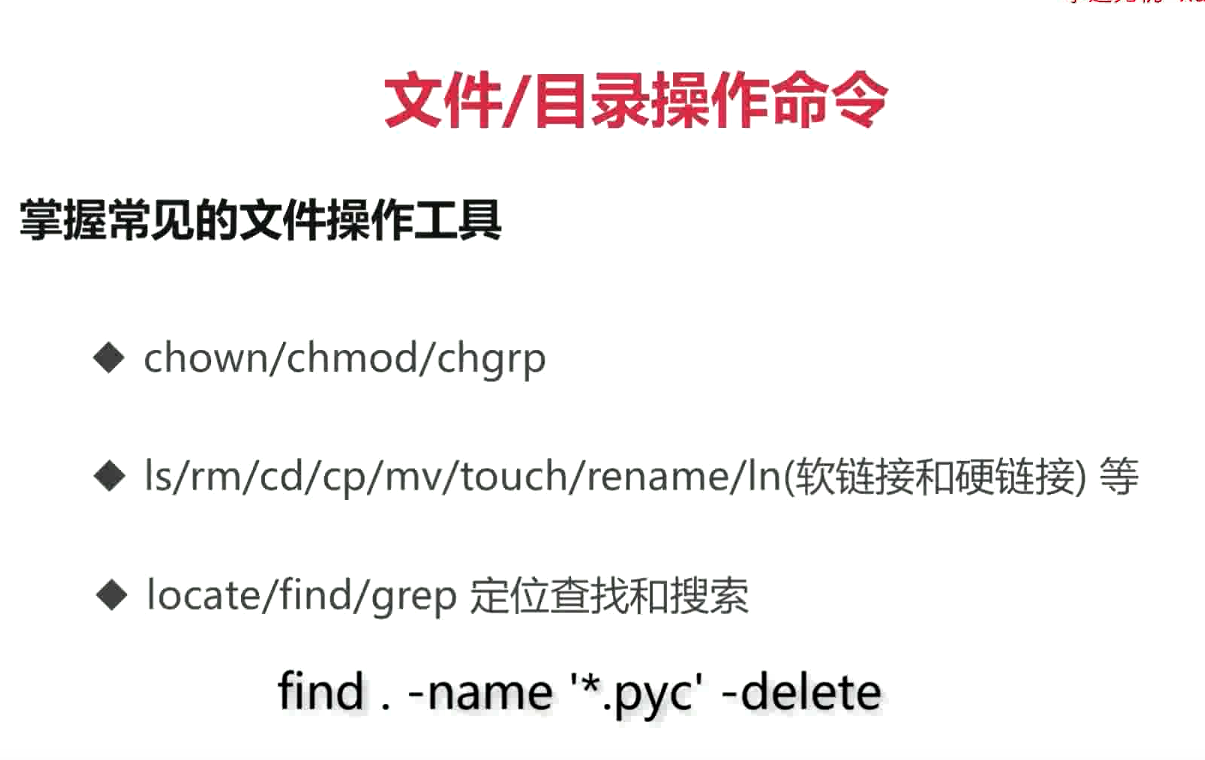 文件/目录操作命令
掌握常见的文件操作工具
◆ chown/chmod/chgrp
◆ ls/rm/cd/cp/mv/touch/rename/ln(软链接和硬链接) 等
◆ locate/find/grep 定位查找和搜索
find . -name '*.pyc' -delete